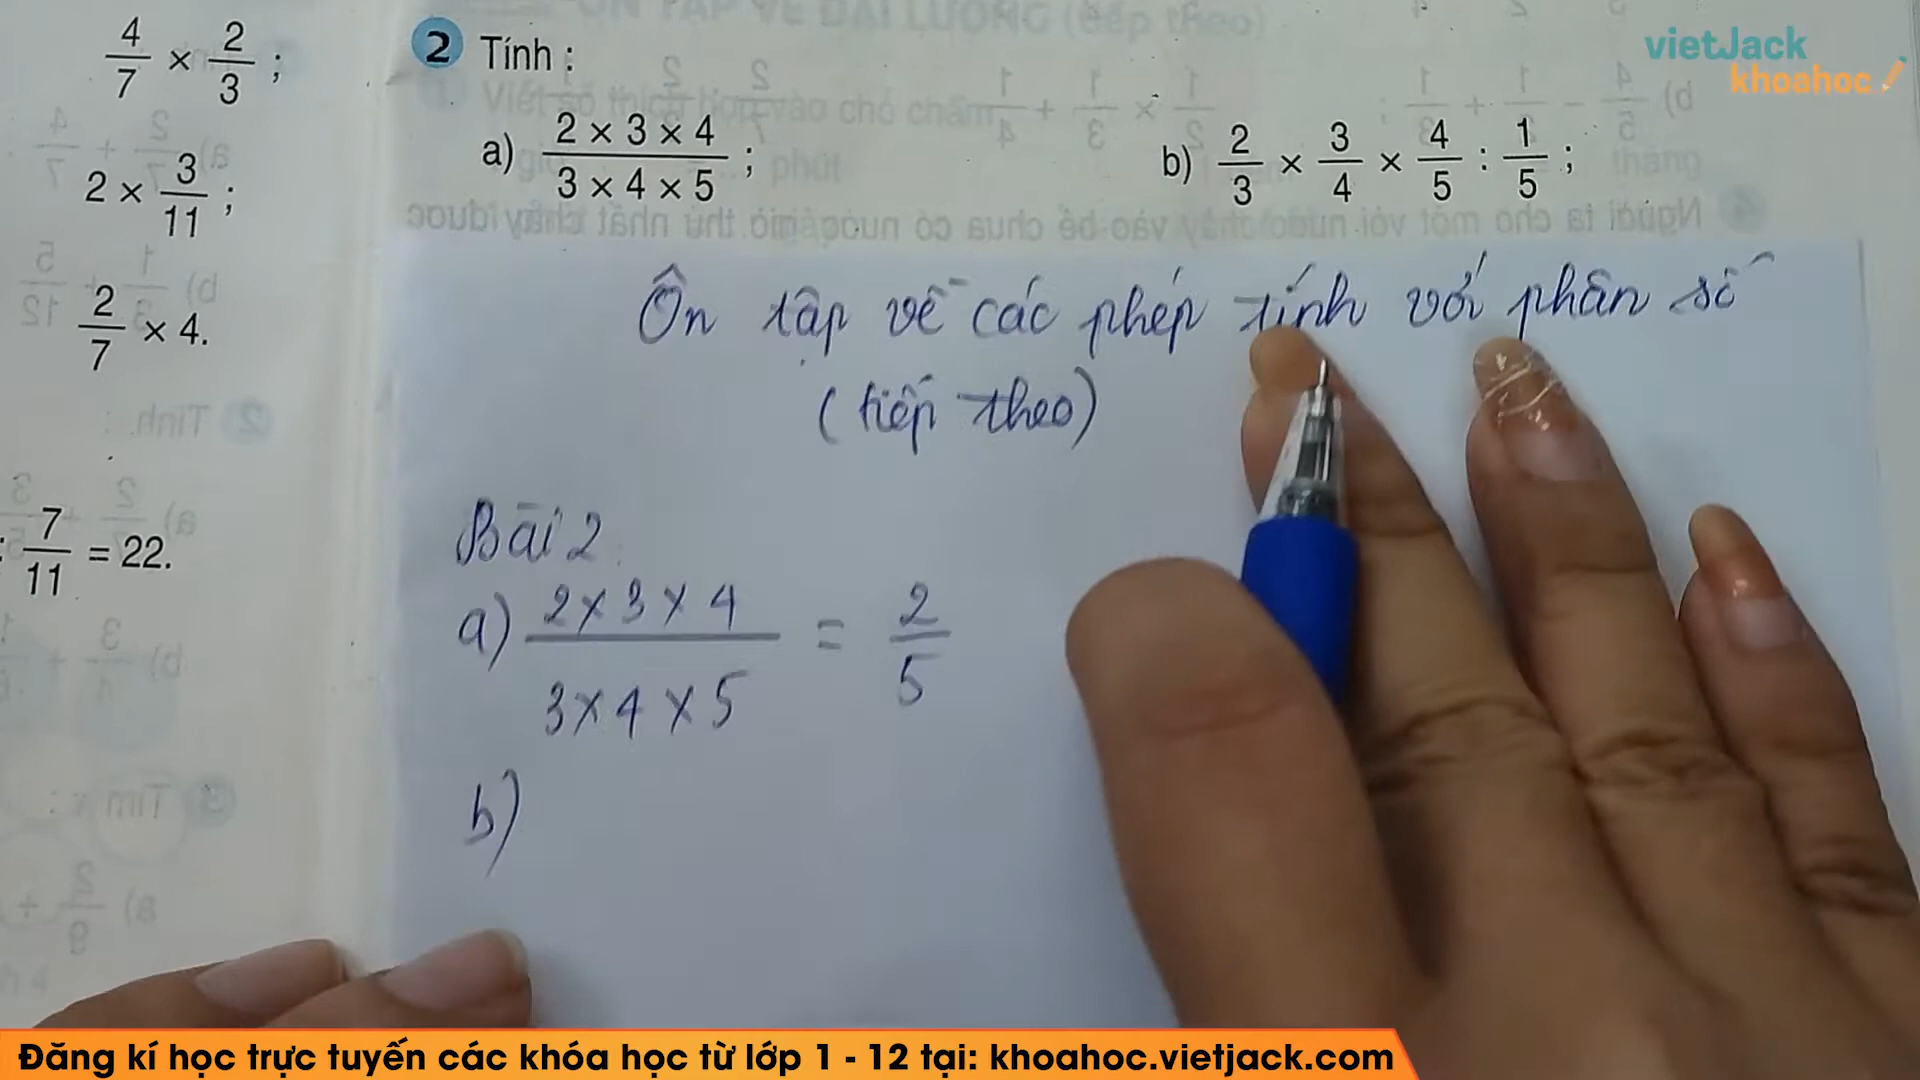 4/7 × 2/3 ;
2 × 3/11 ;
2/7 × 4.
: 7/11 = 22.
2 Tính :
a) 2 × 3 × 4 / 3 × 4 × 5 ;
b) 2/3 × 3/4 × 4/5 : 1/5 ;
vietJack
khoahoc
Ôn tập về các phép tính với phân số
(tiếp theo)
Bài 2
a) 2 × 3 × 4 / 3 × 4 × 5 = 2/5
b)
Đăng kí học trực tuyến các khóa học từ lớp 1 - 12 tại: khoahoc.vietjack.com